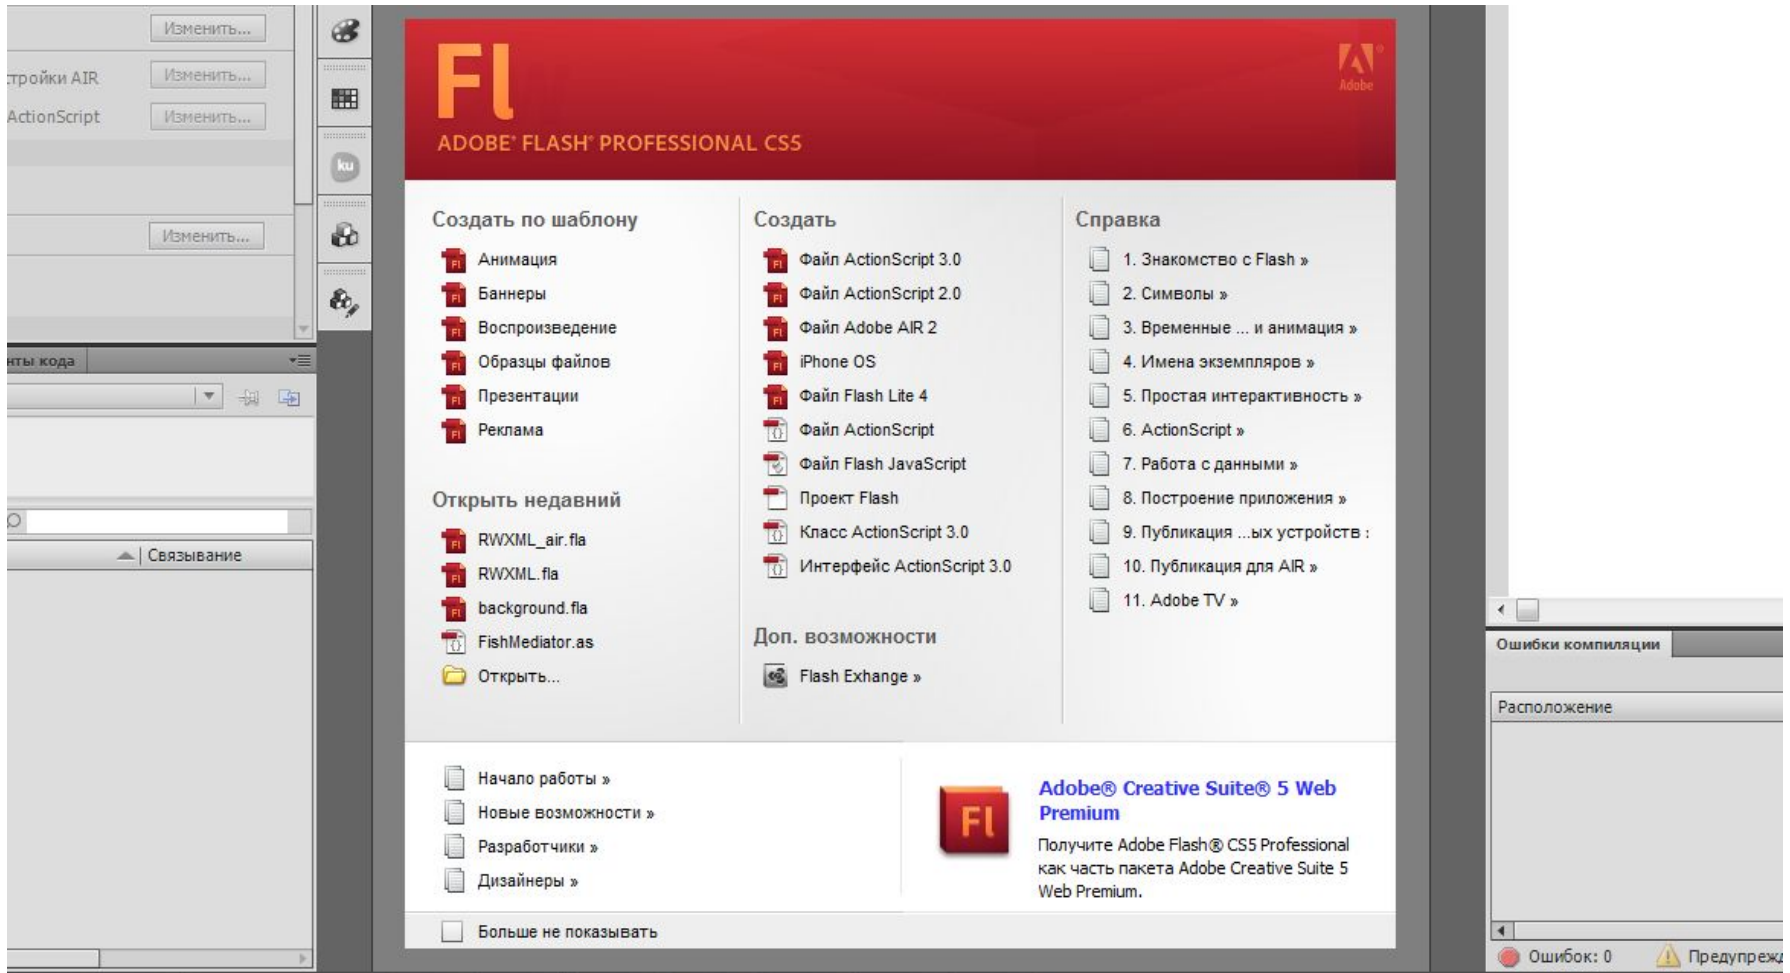 Изменить...
стройки AIR
Изменить...
ActionScript
Изменить...
Изменить...
ku
нты кода
Связывание
Fl
Adobe
ADOBE® FLASH® PROFESSIONAL CS5
Создать по шаблону
Анимация
Баннеры
Воспроизведение
Образцы файлов
Презентации
Реклама
Открыть недавний
RWXML_air.fla
RWXML.fla
background.fla
FishMediator.as
Открыть...
Создать
Файл ActionScript 3.0
Файл ActionScript 2.0
Файл Adobe AIR 2
iPhone OS
Файл Flash Lite 4
Файл ActionScript
Файл Flash JavaScript
Проект Flash
Класс ActionScript 3.0
Интерфейс ActionScript 3.0
Доп. возможности
Flash Exhange »
Справка
1. Знакомство с Flash »
2. Символы »
3. Временные ... и анимация »
4. Имена экземпляров »
5. Простая интерактивность »
6. ActionScript »
7. Работа с данными »
8. Построение приложения »
9. Публикация ...ых устройств
10. Публикация для AIR »
11. Adobe TV »
Начало работы »
Новые возможности »
Разработчики »
Дизайнеры »
Fl
Adobe® Creative Suite® 5 Web
Premium
Получите Adobe Flash® CS5 Professional
как часть пакета Adobe Creative Suite 5
Web Premium.
Больше не показывать
Ошибки компиляции
Расположение
Ошибок: 0
Предупрежд